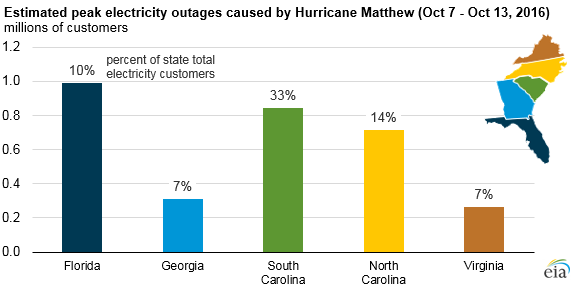 Estimated peak electricity outages caused by Hurricane Matthew (Oct 7 - Oct 13, 2016)
millions of customers
1.2
1.0
0.8
0.6
0.4
0.2
0.0
percent of state total
electricity customers
10%
7%
33%
14%
7%
Florida
Georgia
South
Carolina
North
Carolina
Virginia
eia